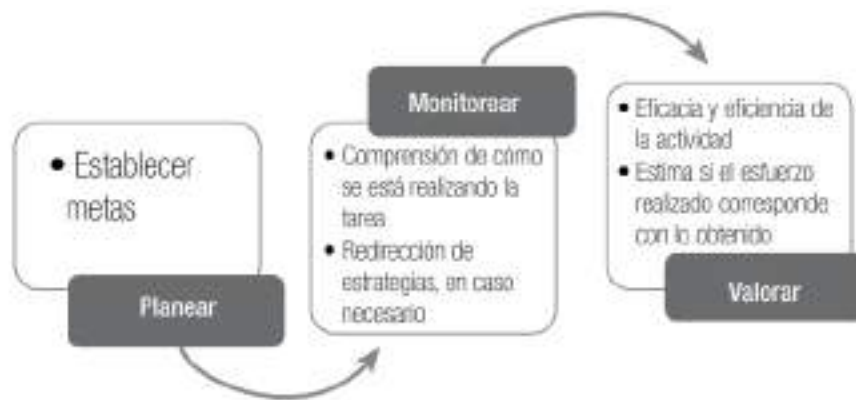 • Establecer
metas
Planear
Monitorear
• Comprensión de cómo
se está realizando la
tarea
• Redirección de
estrategias, en caso
necesario
• Eficacia y eficiencia de
la actividad
• Estima si el esfuerzo
realizado corresponde
con lo obtenido
Valorar